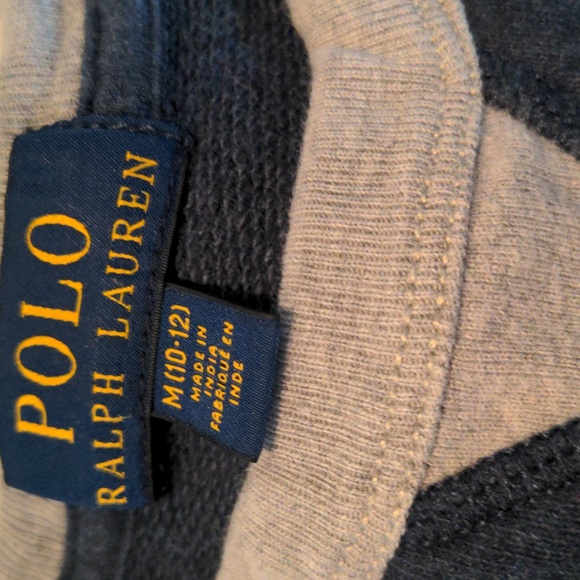 POLO
RALPH LAUREN
M (10-12)
MADE IN
INDIA
FABRIQUÉ EN
INDE